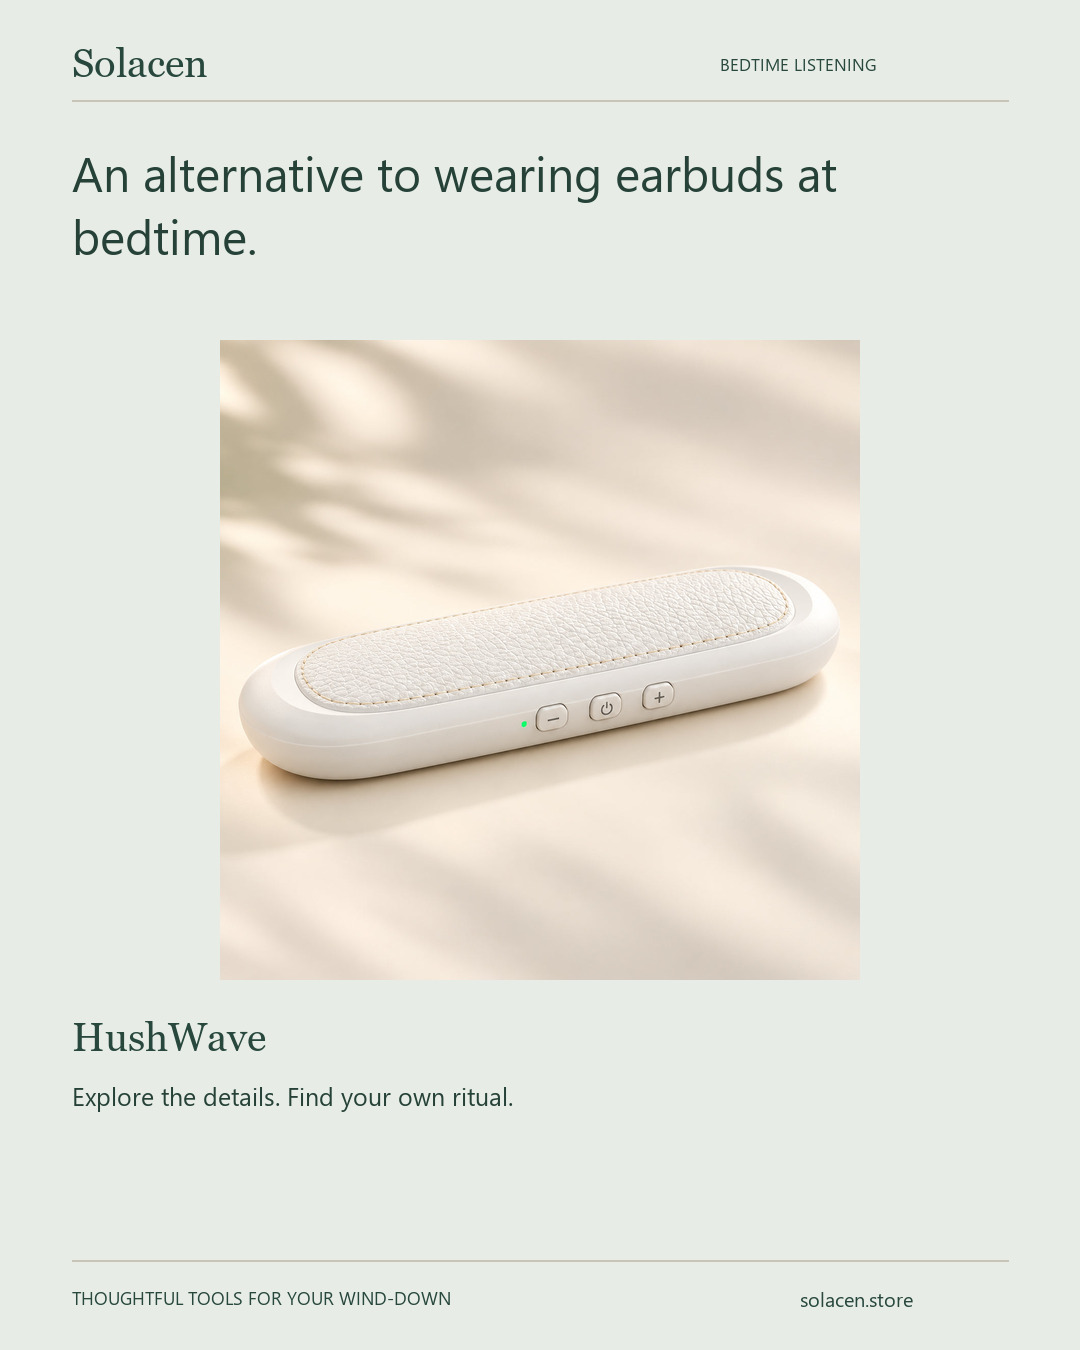 Solacen
BEDTIME LISTENING
An alternative to wearing earbuds at
bedtime.
HushWave
Explore the details. Find your own ritual.
THOUGHTFUL TOOLS FOR YOUR WIND-DOWN
solacen.store